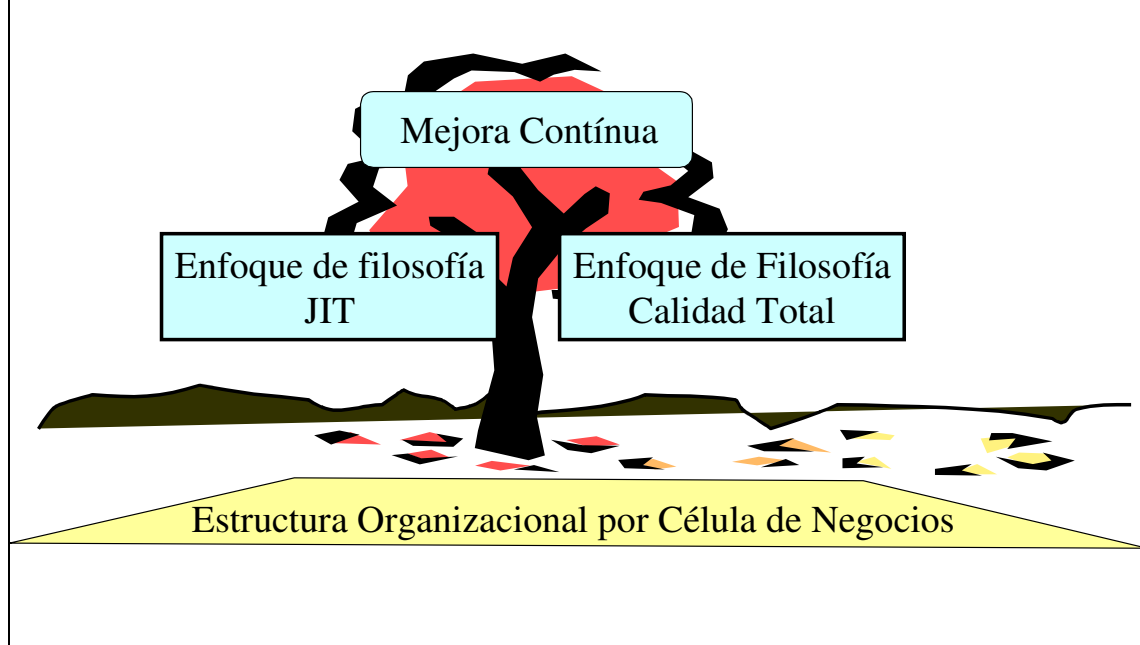 Mejora Contínua
Enfoque de filosofía
JIT
Enfoque de Filosofía
Calidad Total
Estructura Organizacional por Célula de Negocios